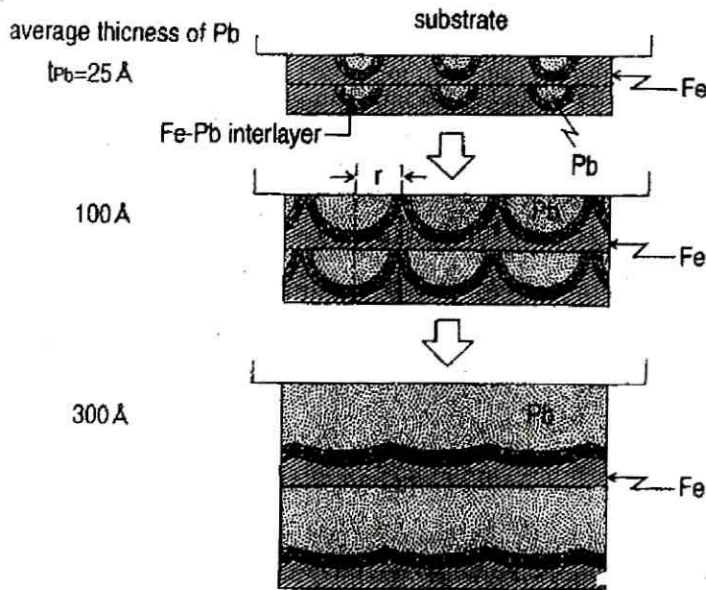 substrate
average thicness of Pb
tPb=25 Å
Fe
Fe-Pb interlayer
Pb
r
100 Å
Pb
Fe
300 Å
Pb
Fe